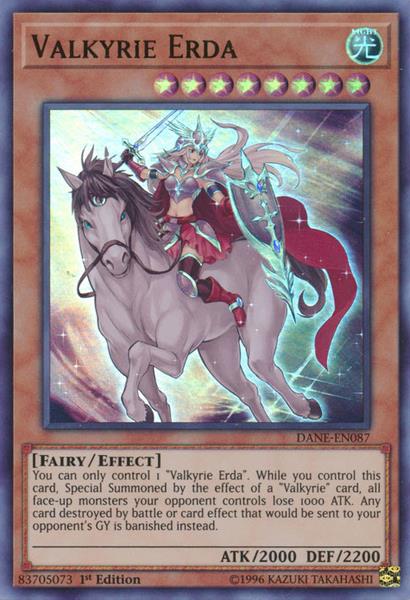 VALKYRIE ERDA
LIGHT
光
DANE-EN087
[FAIRY/EFFECT]
You can only control 1 "Valkyrie Erda". While you control this card, Special Summoned by the effect of a "Valkyrie" card, all face-up monsters your opponent controls lose 1000 ATK. Any card destroyed by battle or card effect that would be sent to your opponent's GY is banished instead.
ATK/2000 DEF/2200
83705073 1st Edition ©1996 KAZUKI TAKAHASHI